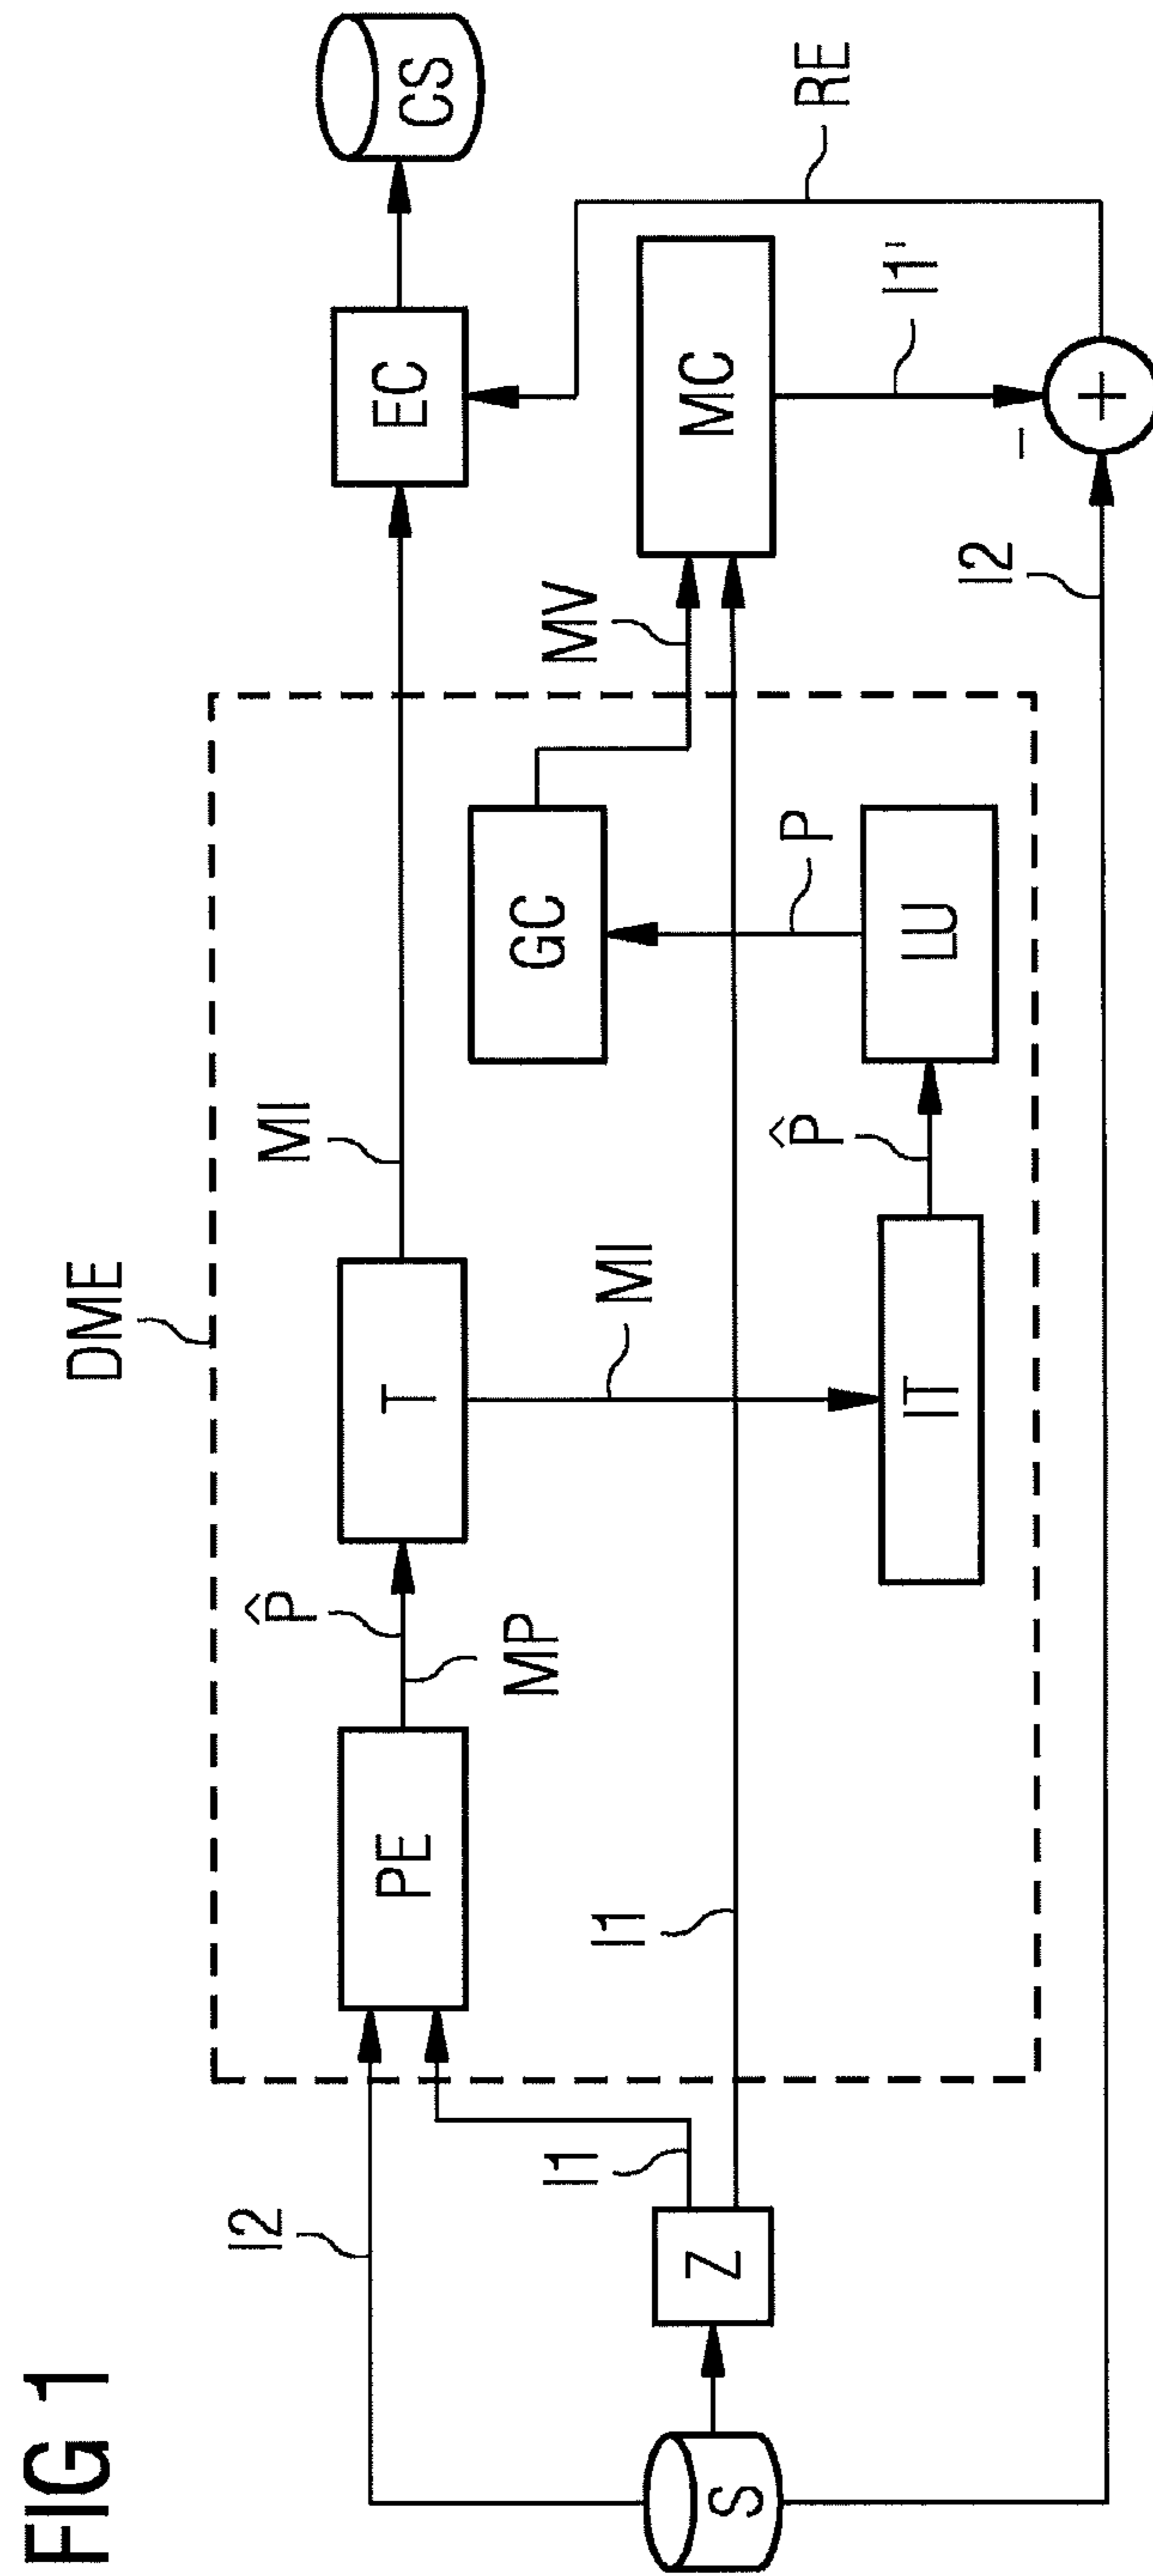 FIG 1
DME
I2
P̂
MI
CS
PE
T
EC
MP
I1
GC
MV
MI
RE
S
Z
I1
MC
P
I1'
P̂
IT
LU
I2
-
+